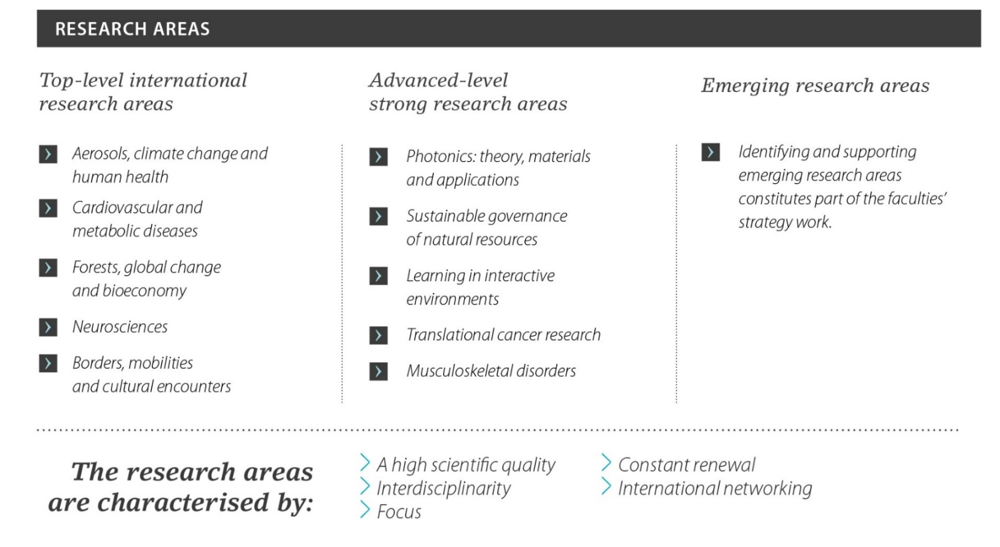 RESEARCH AREAS
Top-level international
research areas
Aerosols, climate change and
human health
Cardiovascular and
metabolic diseases
Forests, global change
and bioeconomy
Neurosciences
Borders, mobilities
and cultural encounters
Advanced-level
strong research areas
Photonics: theory, materials
and applications
Sustainable governance
of natural resources
Learning in interactive
environments
Translational cancer research
Musculoskeletal disorders
Emerging research areas
Identifying and supporting
emerging research areas
constitutes part of the faculties’
strategy work.
The research areas
are characterised by:
A high scientific quality
Interdisciplinarity
Focus
Constant renewal
International networking